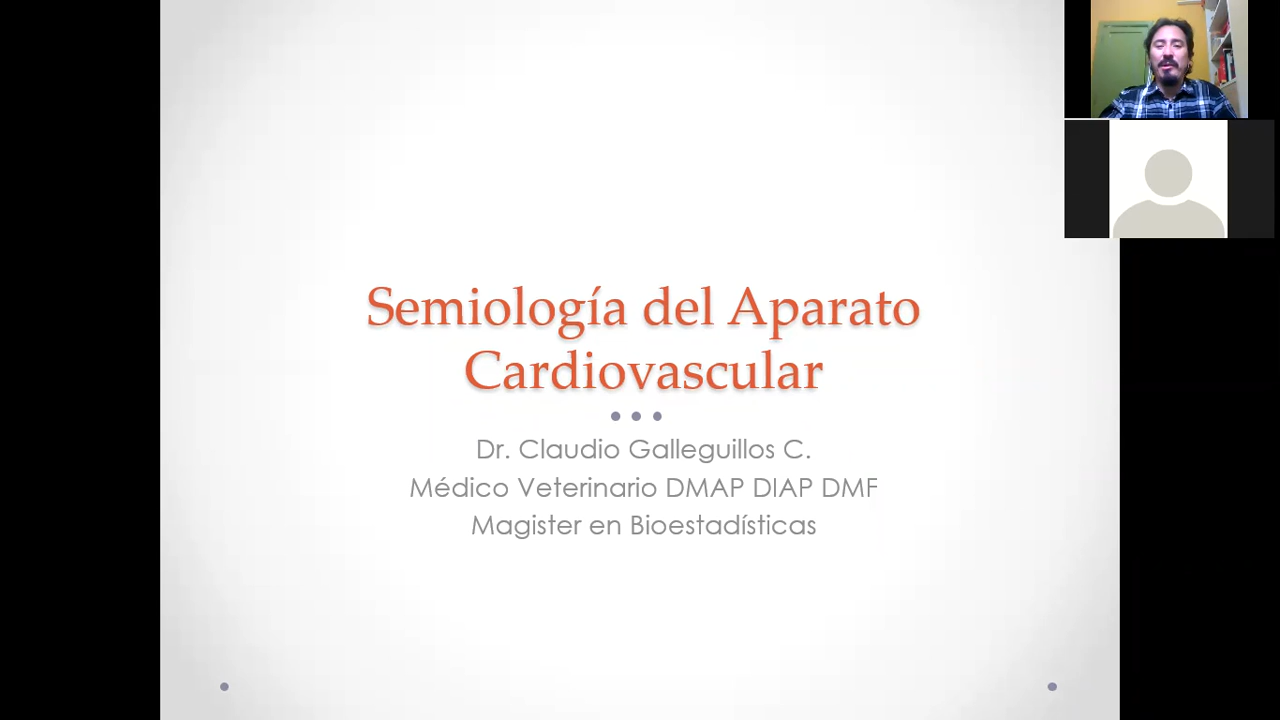 Semiología del Aparato
Cardiovascular
Dr. Claudio Galleguillos C.
Médico Veterinario DMAP DIAP DMF
Magister en Bioestadísticas